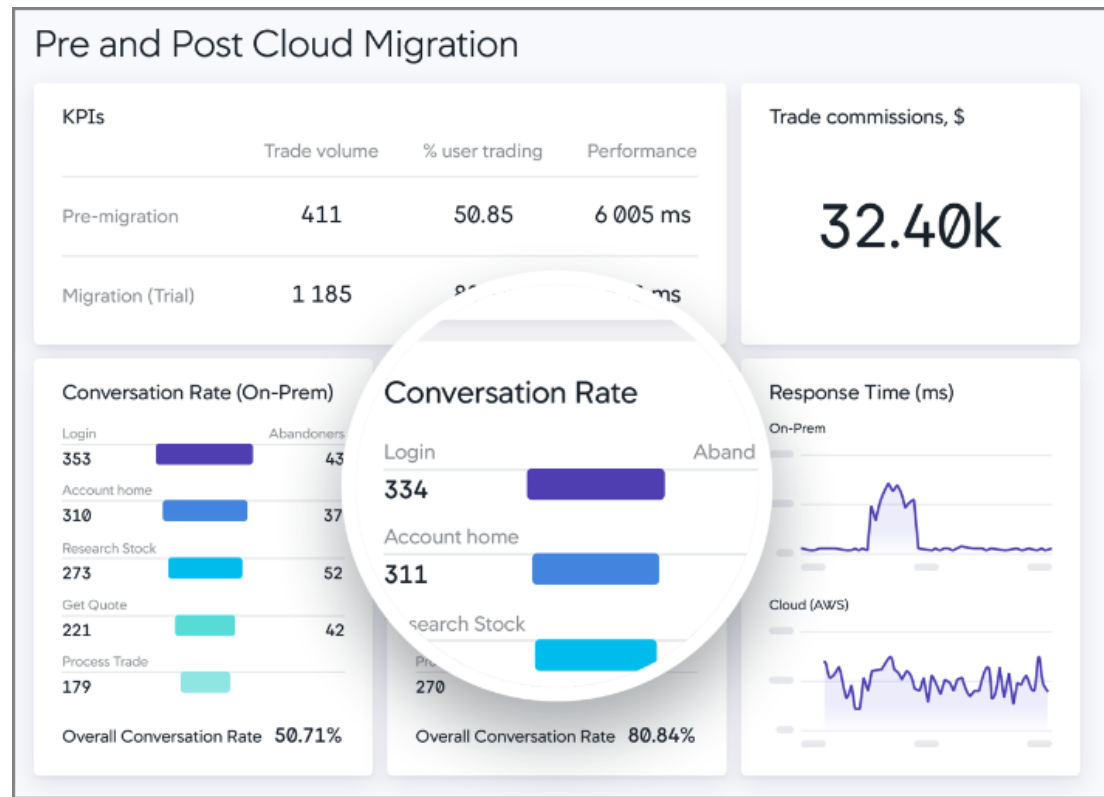 Pre and Post Cloud Migration
KPIs
Trade volume % user trading Performance
Pre-migration 411 50.85 6 005 ms
Migration (Trial) 1 185 ms
Trade commissions, $
32.40k
Conversation Rate (On-Prem)
Login Abandoners
353 43
Account home
310 37
Research Stock
273 52
Get Quote
221 42
Process Trade
179
Overall Conversation Rate 50.71%
Conversation Rate
Login Aband
334
Account home
311
search Stock
270
Overall Conversation Rate 80.84%
Response Time (ms)
On-Prem
Cloud (AWS)